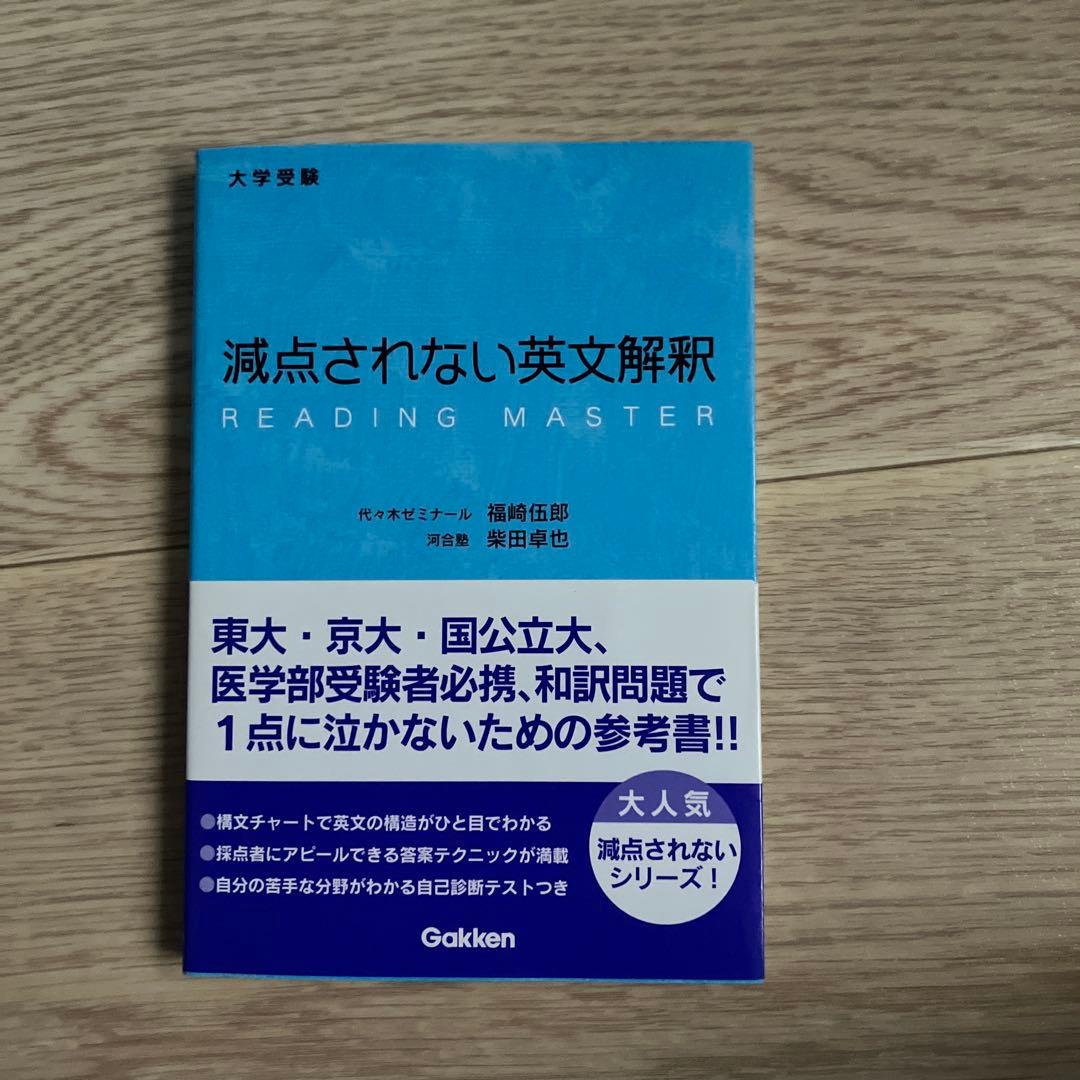 大学受験
減点されない英文解釈
READING MASTER
代々木ゼミナール 福崎伍郎
河合塾 柴田卓也
東大・京大・国公立大、
医学部受験者必携、和訳問題で
1点に泣かないための参考書!!
●構文チャートで英文の構造がひと目でわかる
●採点者にアピールできる答案テクニックが満載
●自分の苦手な分野がわかる自己診断テストつき
大人気
減点されない
シリーズ！
Gakken